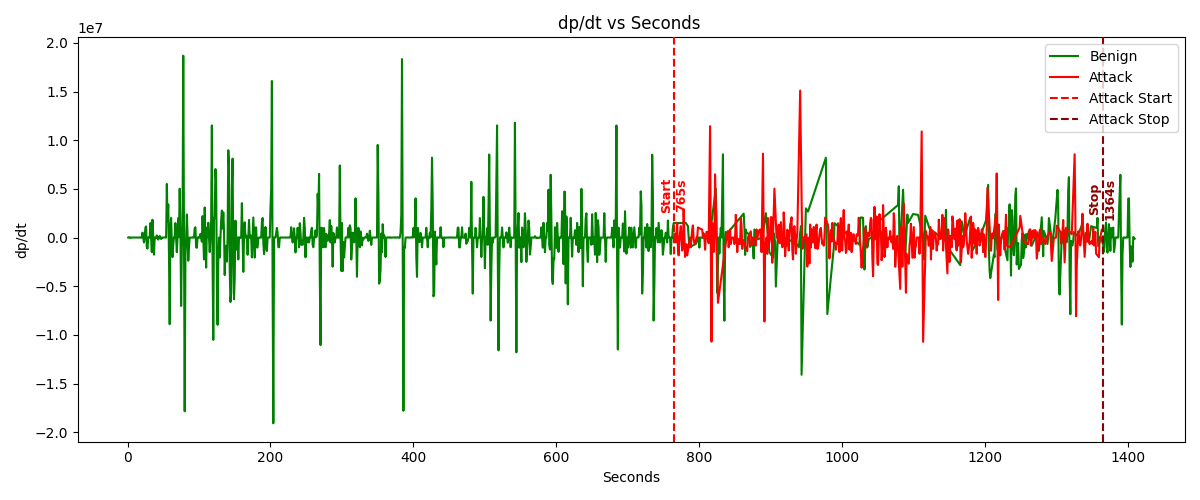 dp/dt vs Seconds
1e7
2.0
1.5
1.0
0.5
0.0
−0.5
−1.0
−1.5
−2.0
dp/dt
Benign
Attack
Attack Start
Attack Stop
Start
765s
Stop
1364s
0 200 400 600 800 1000 1200 1400
Seconds